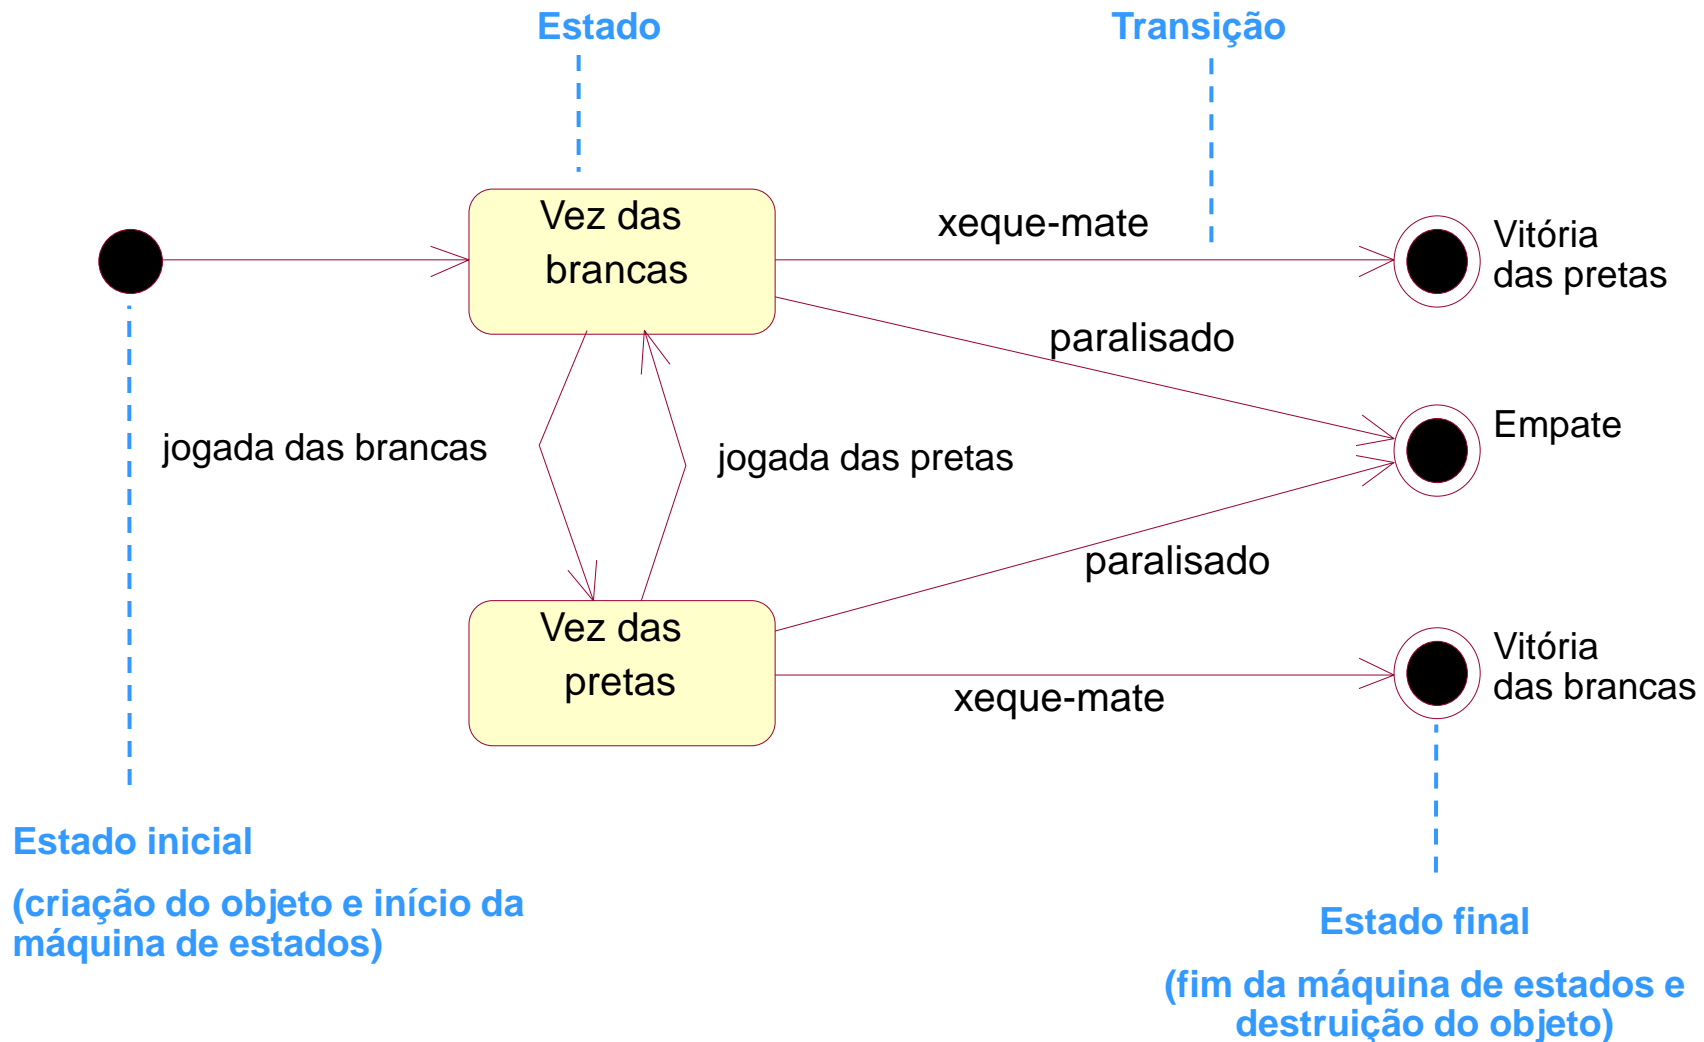 Estado
Transição
Vez das
brancas
xeque-mate
Vitória
das pretas
paralisado
Empate
jogada das brancas
jogada das pretas
paralisado
Vez das
pretas
xeque-mate
Vitória
das brancas
Estado inicial
(criação do objeto e início da
máquina de estados)
Estado final
(fim da máquina de estados e
destruição do objeto)